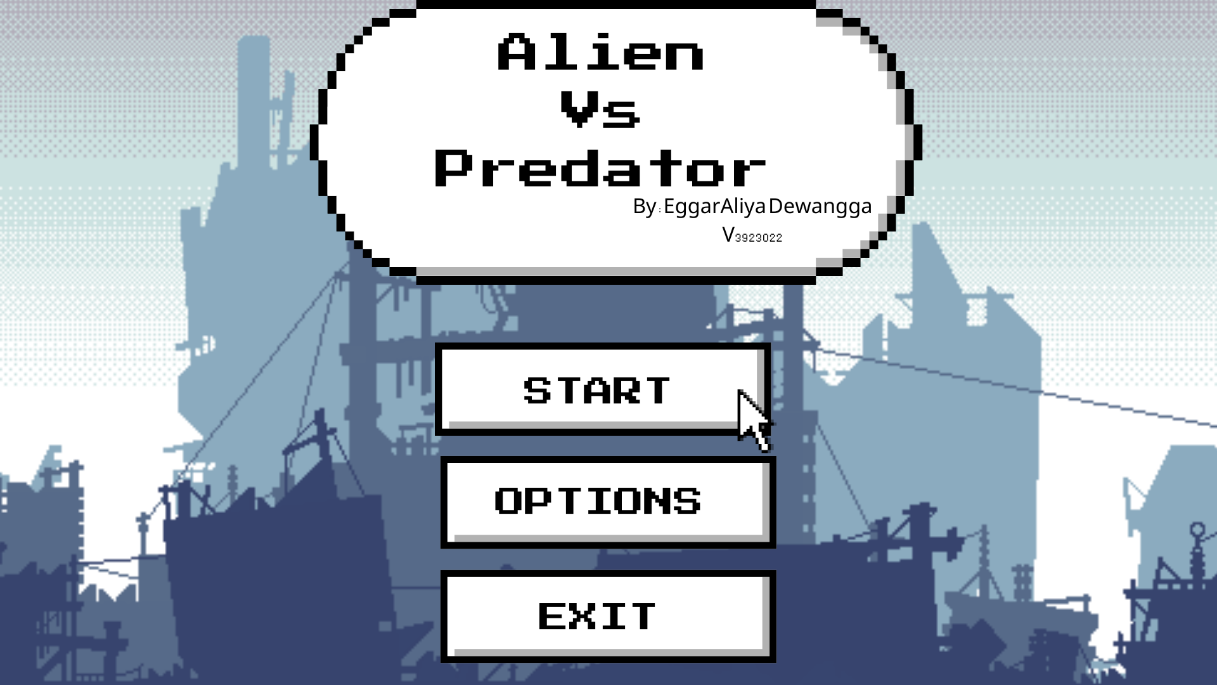 Alien
Vs
Predator
By : EggarAliya Dewangga
V3923022
START
OPTIONS
EXIT